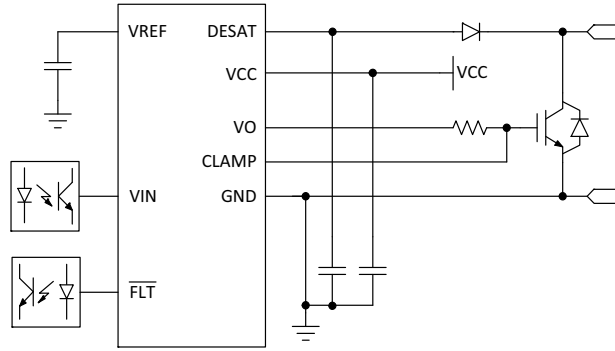 VREF
DESAT
VCC
VCC
VO
CLAMP
VIN
GND
FLT